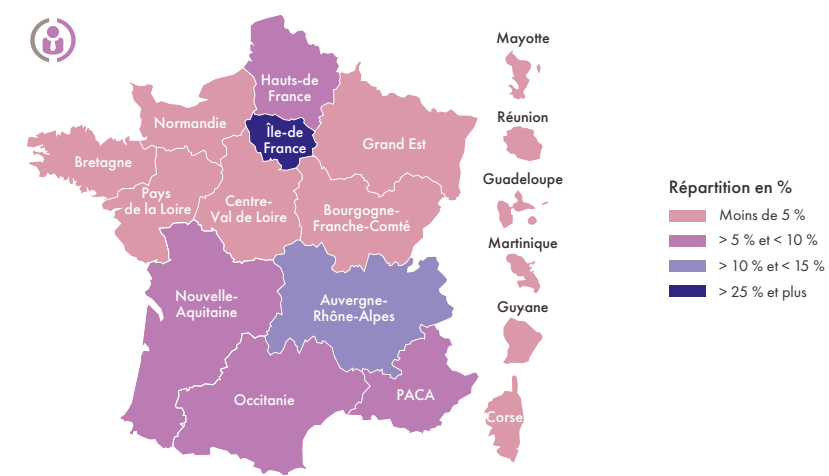 Mayotte
Hauts-de
France
Réunion
Normandie
Île-de
France
Grand Est
Bretagne
Guadeloupe
Répartition en %
Pays
de la Loire
Centre-
Val de Loire
Bourgogne-
Franche-Comté
Moins de 5 %
> 5 % et < 10 %
Martinique
> 10 % et < 15 %
> 25 % et plus
Nouvelle-
Aquitaine
Auvergne-
Rhône-Alpes
Guyane
Occitanie
PACA
Corse